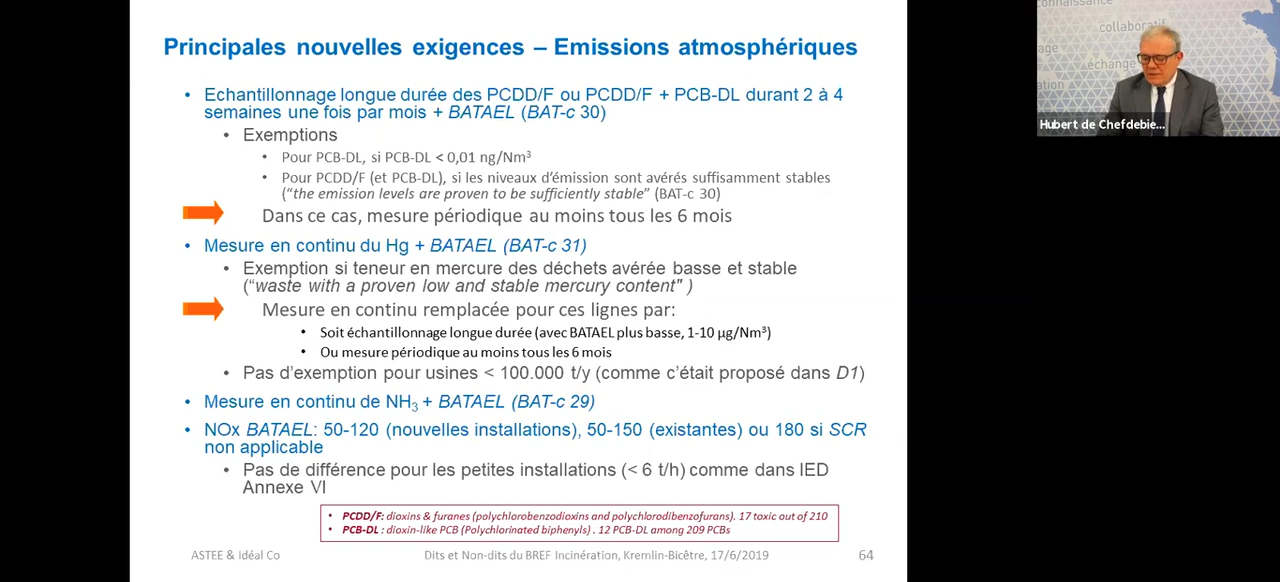 Principales nouvelles exigences – Emissions atmosphériques
• Echantillonnage longue durée des PCDD/F ou PCDD/F + PCB-DL durant 2 à 4
semaines une fois par mois + BATAEL (BAT-c 30)
• Exemptions
• Pour PCB-DL, si PCB-DL < 0,01 ng/Nm³
• Pour PCDD/F (et PCB-DL), si les niveaux d'émission sont avérés suffisamment stables
("the emission levels are proven to be sufficiently stable" (BAT-c 30)
Dans ce cas, mesure périodique au moins tous les 6 mois
• Mesure en continu du Hg + BATAEL (BAT-c 31)
• Exemption si teneur en mercure des déchets avérée basse et stable
("waste with a proven low and stable mercury content" )
Mesure en continu remplacée pour ces lignes par:
• Soit échantillonnage longue durée (avec BATAEL plus basse, 1-10 µg/Nm³)
• Ou mesure périodique au moins tous les 6 mois
• Pas d'exemption pour usines < 100.000 t/y (comme c'était proposé dans D1)
• Mesure en continu de NH₃ + BATAEL (BAT-c 29)
• NOx BATAEL: 50-120 (nouvelles installations), 50-150 (existantes) ou 180 si SCR
non applicable
• Pas de différence pour les petites installations (< 6 t/h) comme dans IED
Annexe VI
• PCDD/F: dioxins & furanes (polychlorobenzodioxins and polychlorodibenzofurans). 17 toxic out of 210
• PCB-DL : dioxin-like PCB (Polychlorinated biphenyls) . 12 PCB-DL among 209 PCBs
ASTEE & Idéal Co
Dits et Non-dits du BREF Incinération, Kremlin-Bicêtre, 17/6/2019
64
connaissance
collaboratif
échange
Hubert de Chefdebie...